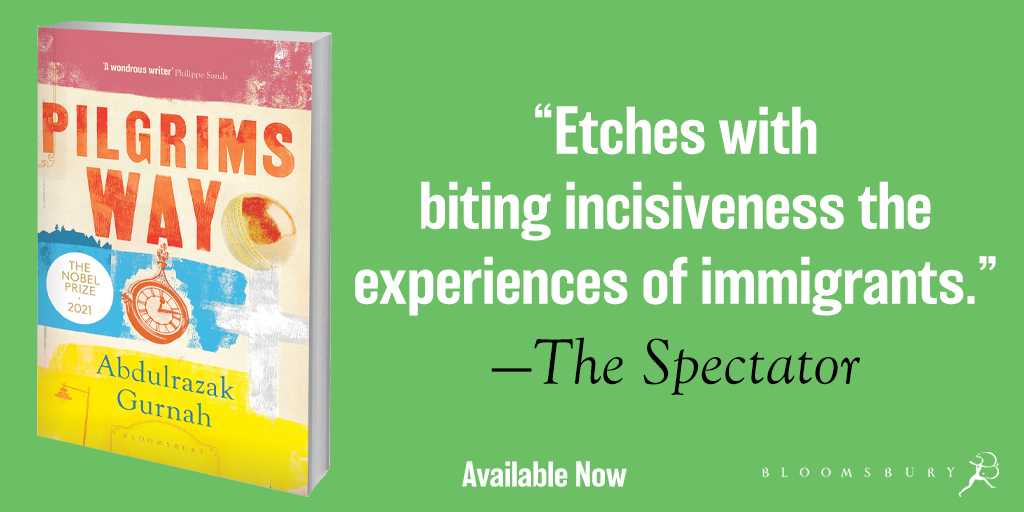 'A wondrous writer' Philippe Sands
PILGRIMS
WAY
THE
NOBEL
PRIZE
·
2021
Abdulrazak
Gurnah
BLOOMSBURY
“Etches with
biting incisiveness the
experiences of immigrants.”
—The Spectator
Available Now
BLOOMSBURY